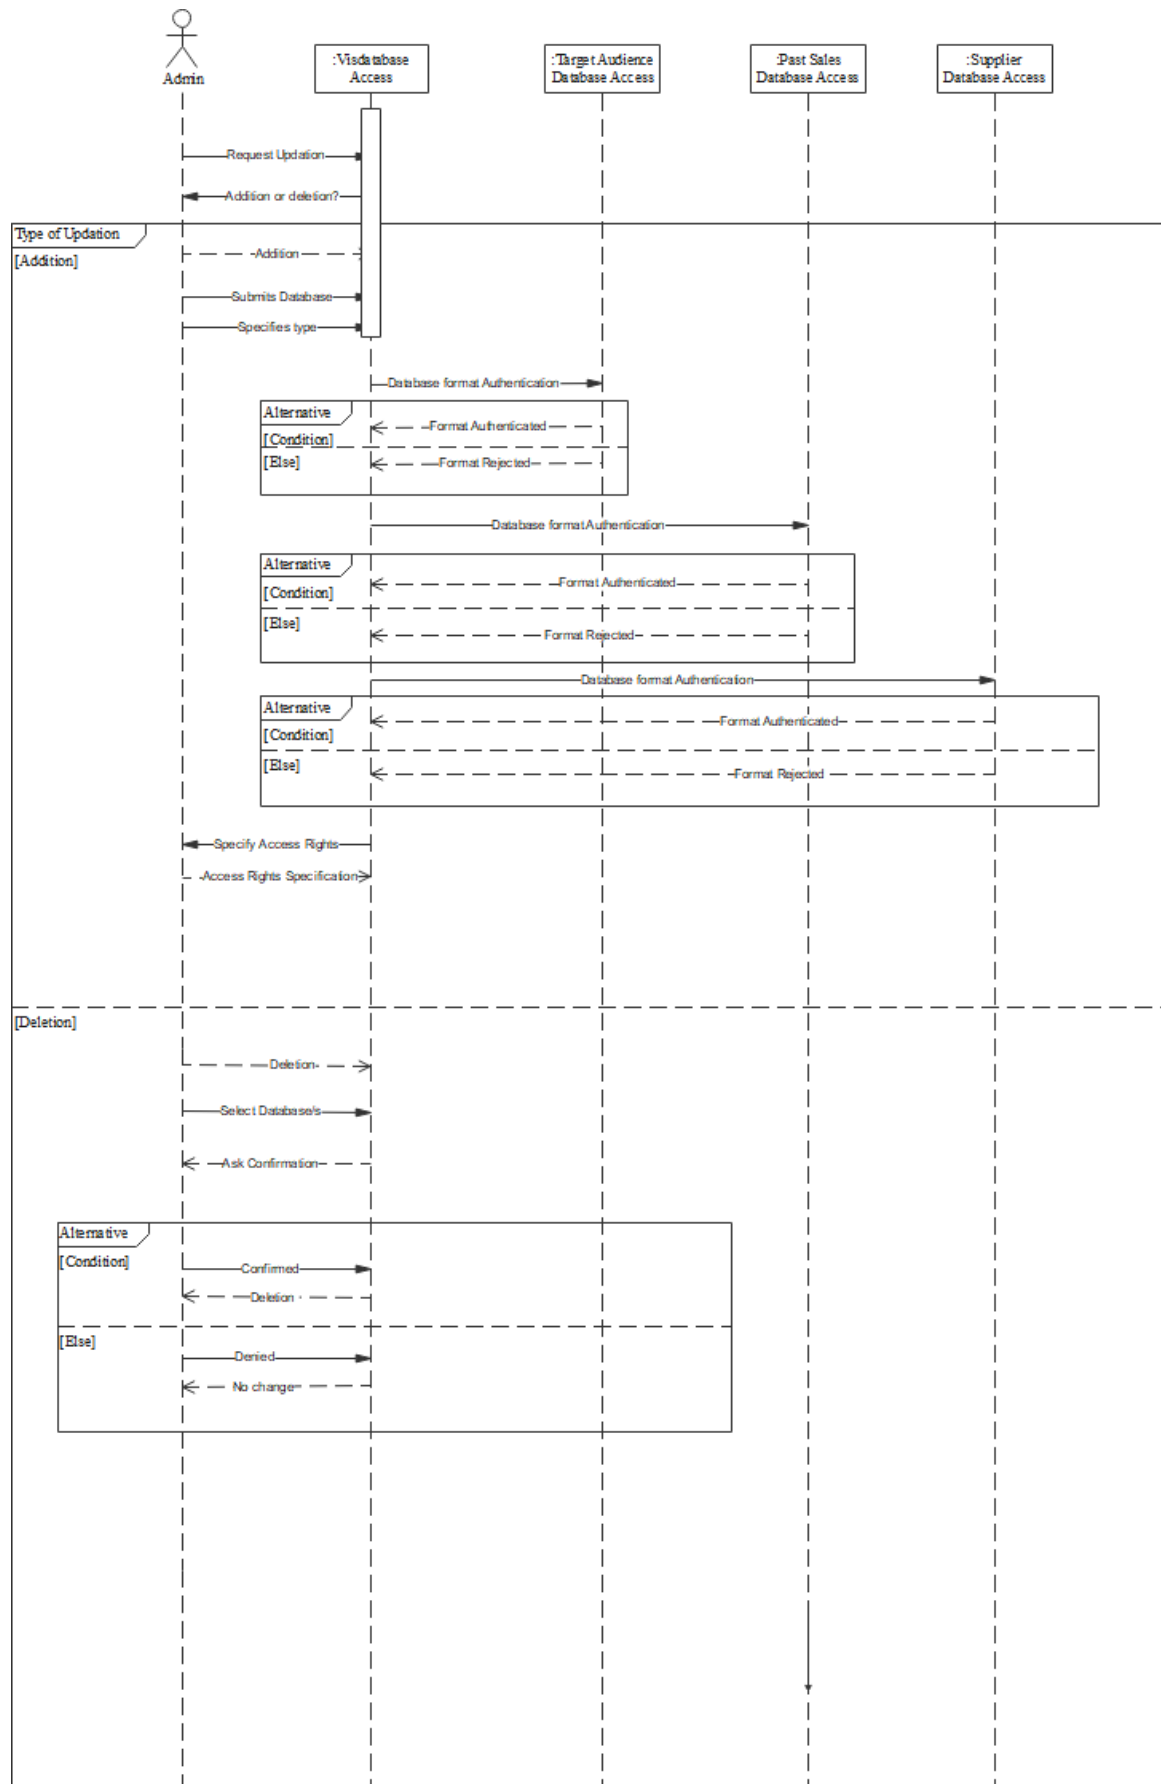 Admin
:Visdatabase
Access
:Target Audience
Database Access
:Past Sales
Database Access
:Supplier
Database Access
Request Updation
Addition or deletion?
Type of Updation
[Addition]
Addition
Submits Database
Specifies type
Database format Authentication
Alternative
Format Authenticated
[Condition]
[Else]
Format Rejected
Database format Authentication
Alternative
Format Authenticated
[Condition]
[Else]
Format Rejected
Database format Authentication
Alternative
Format Authenticated
[Condition]
[Else]
Format Rejected
Specify Access Rights
Access Rights Specification
[Deletion]
Deletion
Select Database/s
Ask Confirmation
Alternative
[Condition]
Confirmed
Deletion
[Else]
Denied
No change